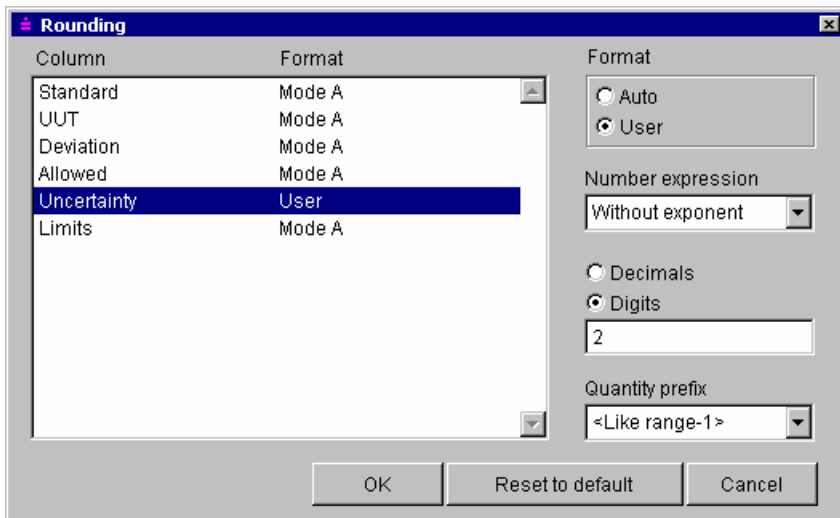 Rounding
Column Format
Standard Mode A
UUT Mode A
Deviation Mode A
Allowed Mode A
Uncertainty User
Limits Mode A
Format
Auto
User
Number expression
Without exponent
Decimals
Digits
2
Quantity prefix
<Like range-1>
OK Reset to default Cancel